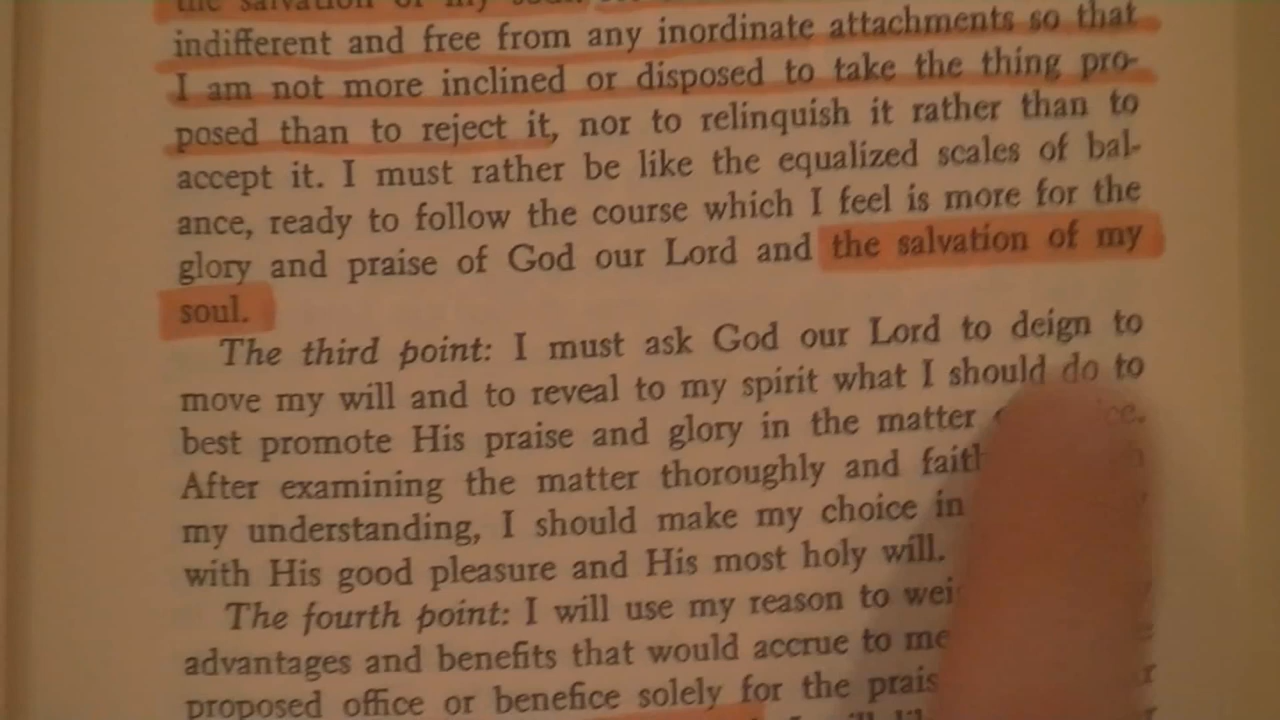 the salvation of my soul
indifferent and free from any inordinate attachments so that
I am not more inclined or disposed to take the thing pro-
posed than to reject it, nor to relinquish it rather than to
accept it. I must rather be like the equalized scales of bal-
ance, ready to follow the course which I feel is more for the
glory and praise of God our Lord and the salvation of my
soul.
The third point: I must ask God our Lord to deign to
move my will and to reveal to my spirit what I should do to
best promote His praise and glory in the matter
After examining the matter thoroughly and
my understanding, I should make my choice in
with His good pleasure and His most holy will.
The fourth point: I will use my reason to
advantages and benefits that would accrue to me
proposed office or benefice solely for the